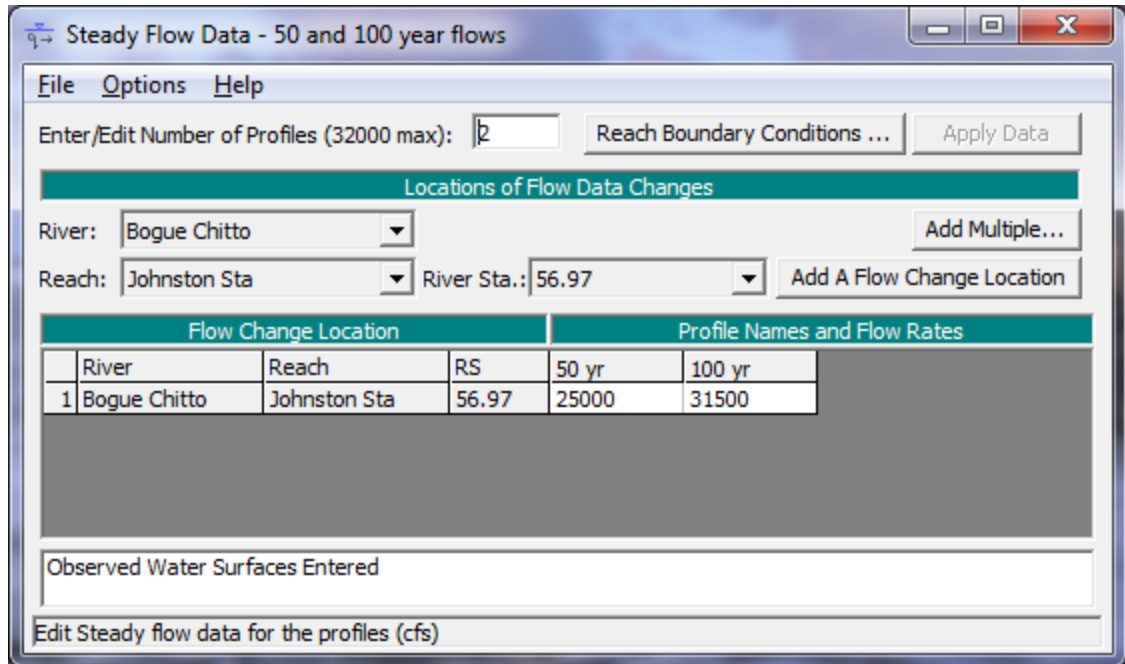 Steady Flow Data - 50 and 100 year flows
File Options Help
Enter/Edit Number of Profiles (32000 max): 2 Reach Boundary Conditions ... Apply Data
Locations of Flow Data Changes
River: Bogue Chitto Add Multiple...
Reach: Johnston Sta River Sta.: 56.97 Add A Flow Change Location
Flow Change Location Profile Names and Flow Rates
River Reach RS 50 yr 100 yr
1 Bogue Chitto Johnston Sta 56.97 25000 31500
Observed Water Surfaces Entered
Edit Steady flow data for the profiles (cfs)